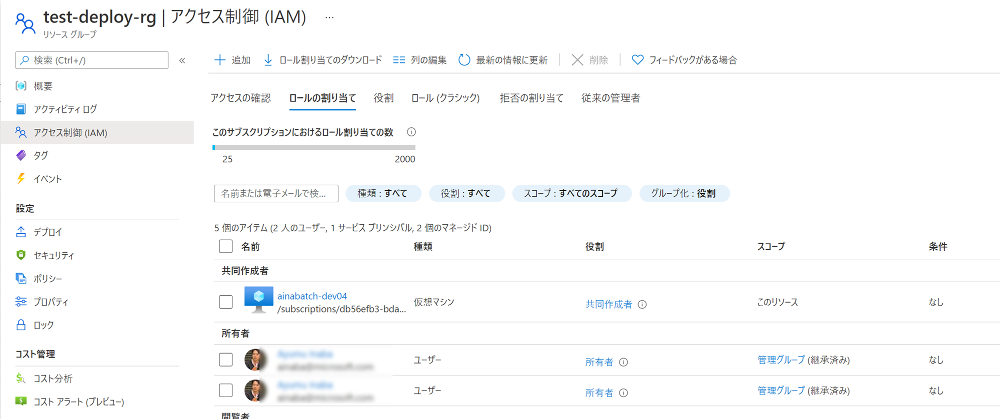 test-deploy-rg | アクセス制御 (IAM) ...
リソース グループ
検索 (Ctrl+/)
«
概要
アクティビティ ログ
アクセス制御 (IAM)
タグ
イベント
設定
デプロイ
セキュリティ
ポリシー
プロパティ
ロック
コスト管理
コスト分析
コスト アラート (プレビュー)
追加 ロール割り当てのダウンロード 列の編集 最新の情報に更新 削除 フィードバックがある場合
アクセスの確認 ロールの割り当て 役割 ロール (クラシック) 拒否の割り当て 従来の管理者
このサブスクリプションにおけるロール割り当ての数
25 2000
名前または電子メールで検... 種類 : すべて 役割 : すべて スコープ : すべてのスコープ グループ化 : 役割
5 個のアイテム (2 人のユーザー, 1 サービス プリンシパル, 2 個のマネージド ID)
名前 種類 役割 スコープ 条件
共同作成者
ainabatch-dev04
/subscriptions/db56efb3-bda... 仮想マシン 共同作成者 このリソース なし
所有者
ユーザー 所有者 管理グループ (継承済み) なし
ユーザー 所有者 管理グループ (継承済み) なし
閲覧者